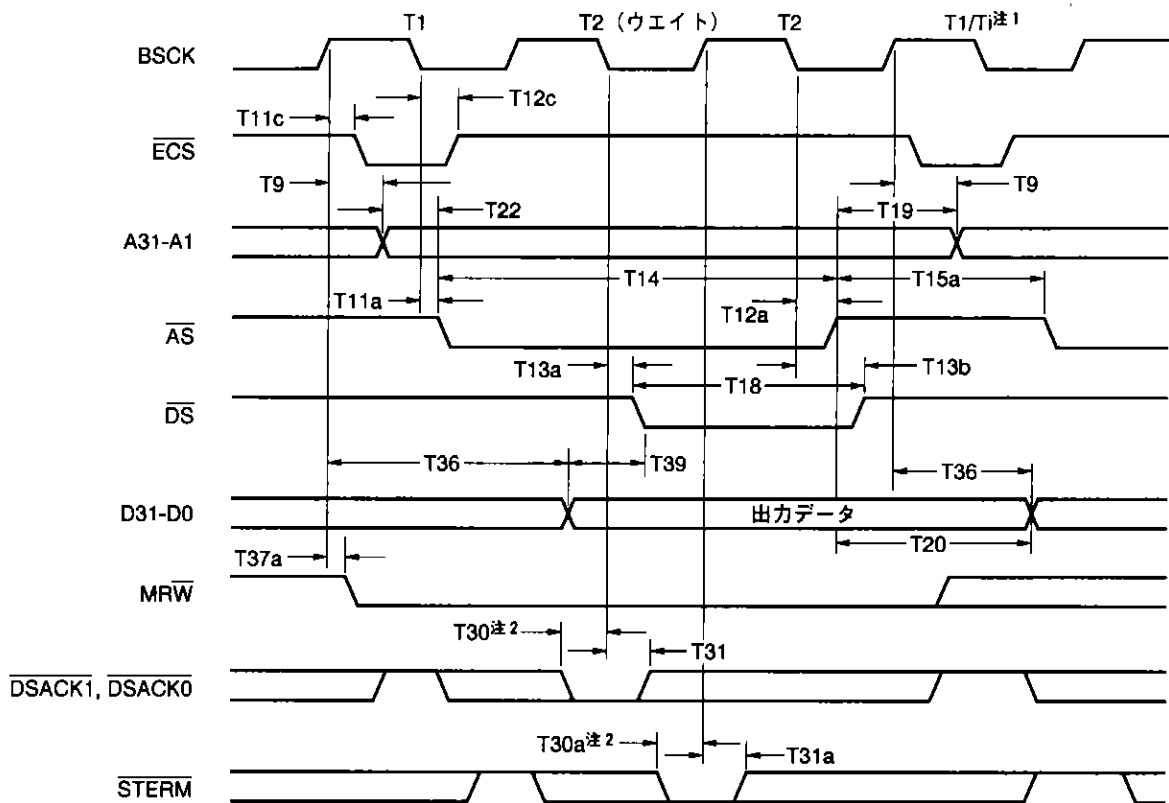 T1 T2 (ウエイト) T2 T1/Ti注1
BSCK
T12c
T11c
ECS
T9 T9
T22 T19
A31-A1
T14 T15a
T11a T12a
AS
T13a T18 T13b
DS
T36 T39 T36
D31-D0 出力データ
T20
T37a
MRW
T30注2 T31
DSACK1, DSACK0
T30a注2 T31a
STERM